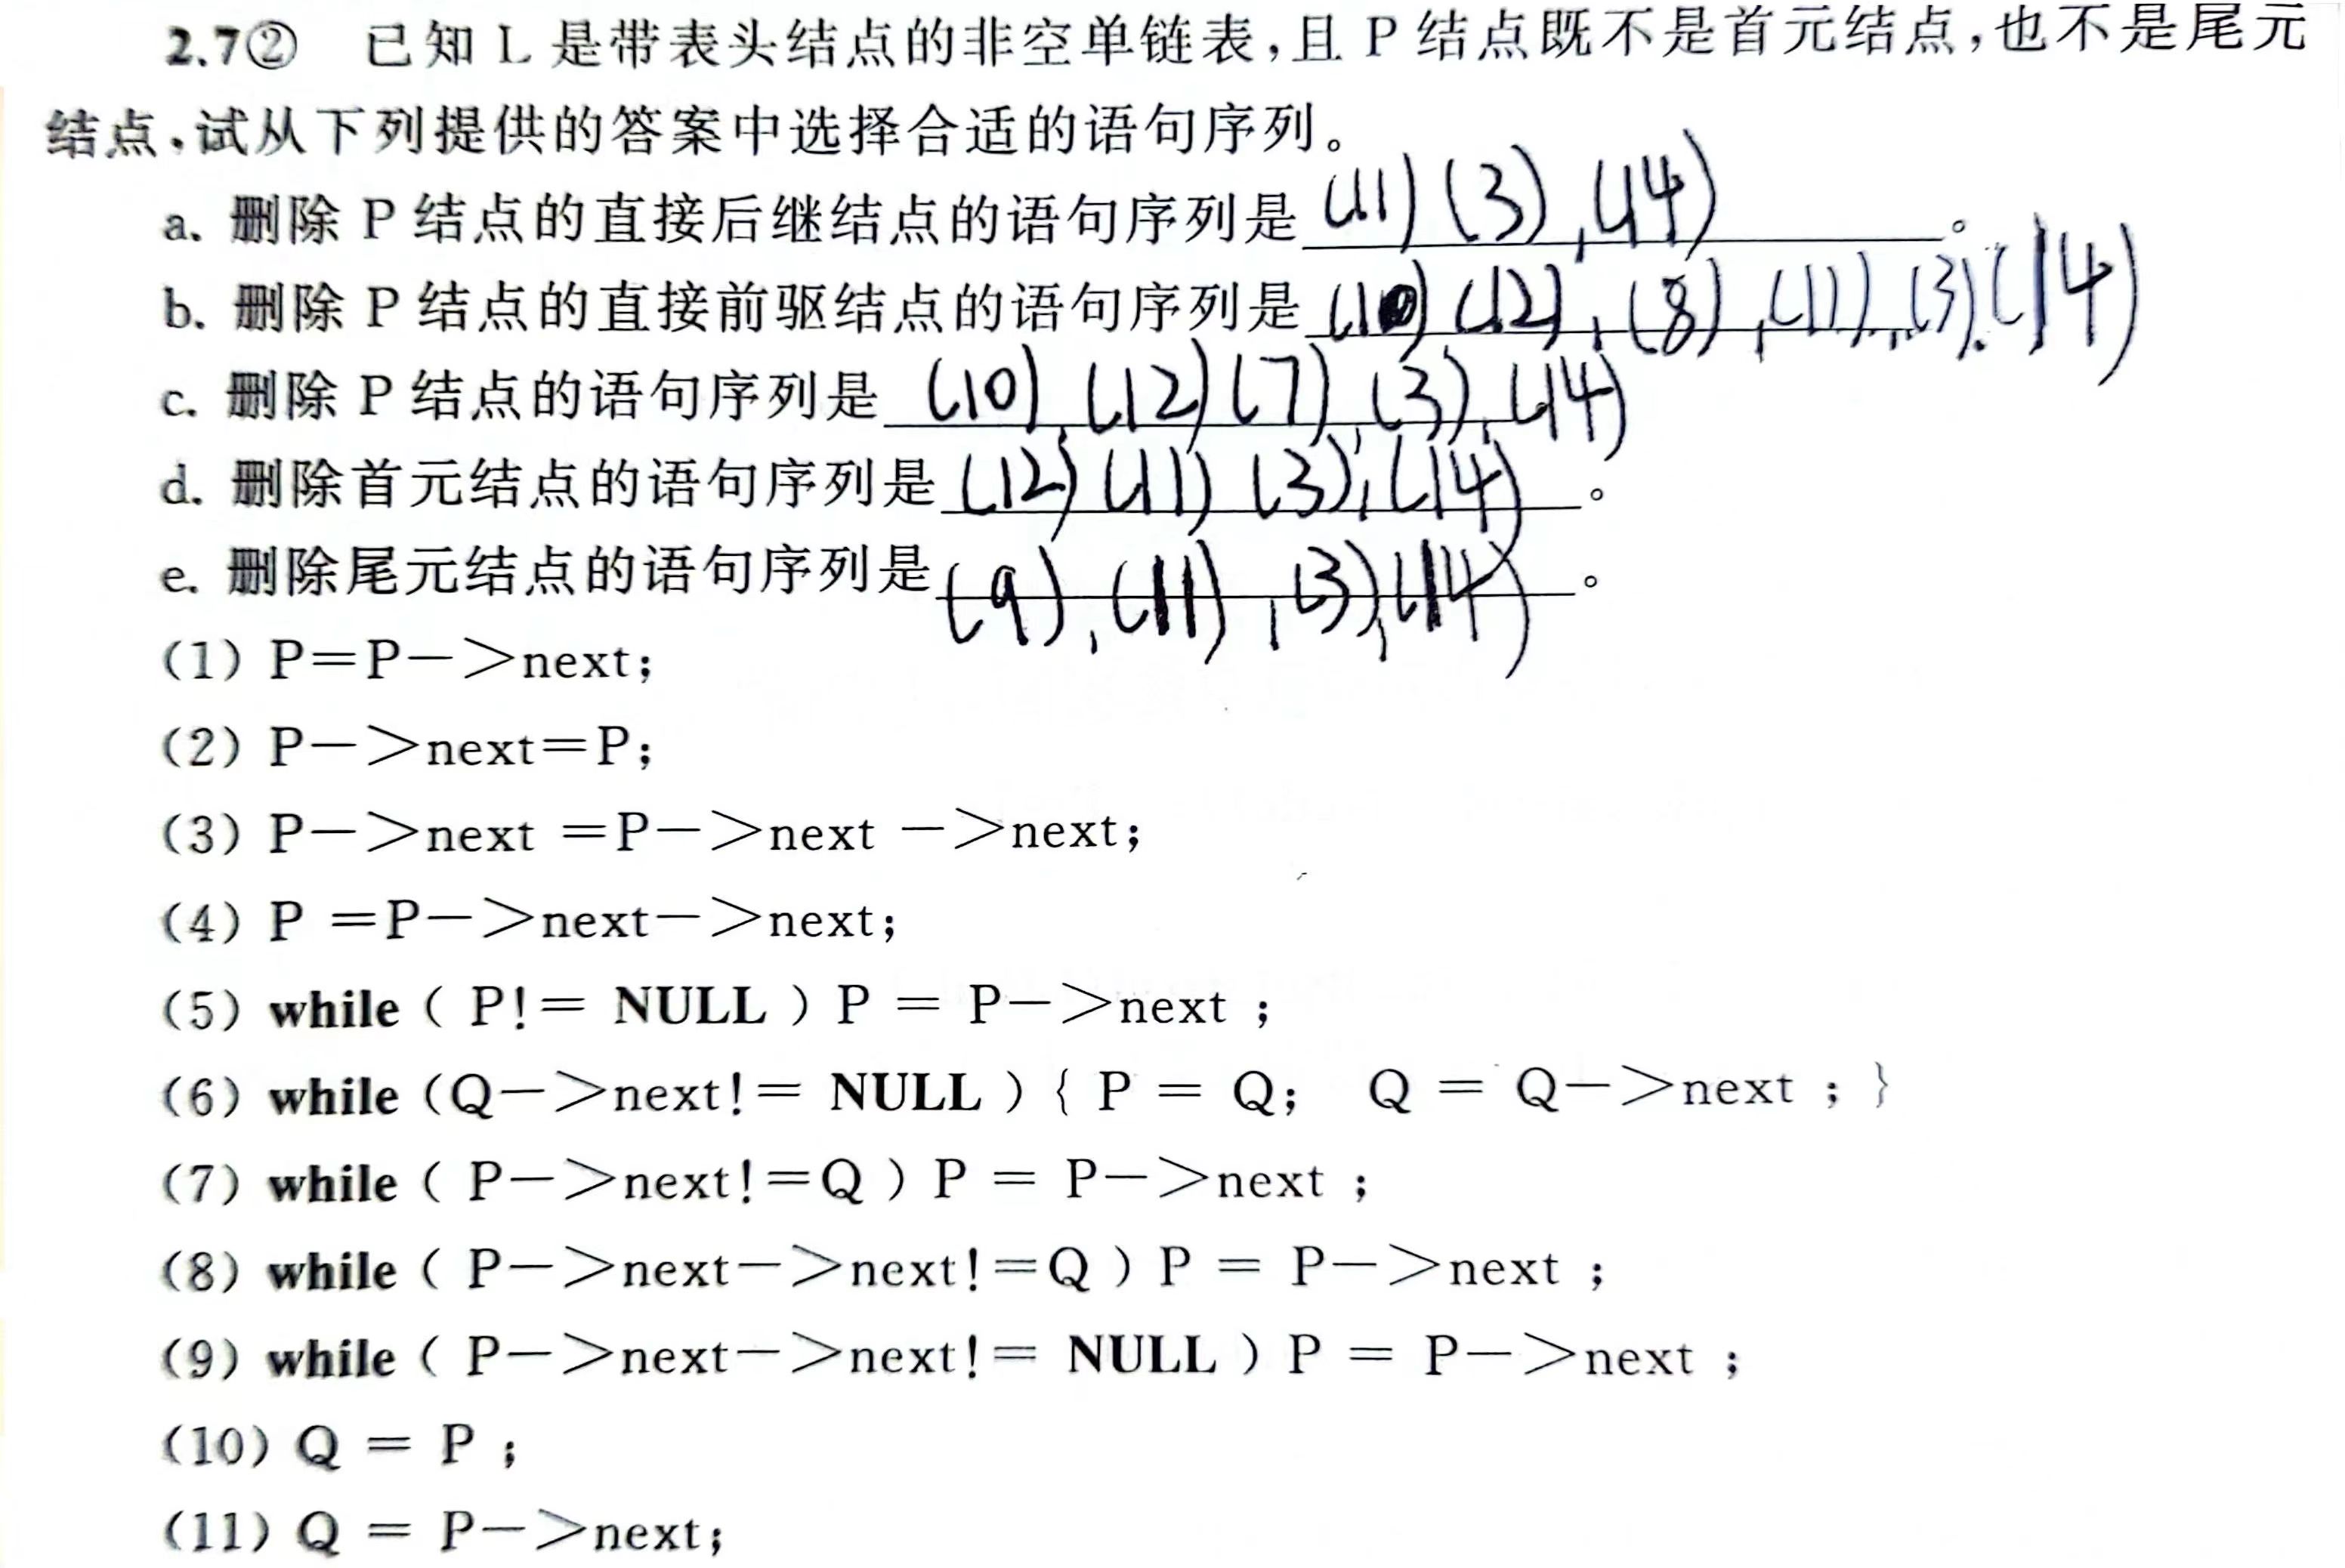 2.7② 已知 L 是带表头结点的非空单链表,且 P 结点既不是首元结点,也不是尾元
结点,试从下列提供的答案中选择合适的语句序列。
a. 删除 P 结点的直接后继结点的语句序列是 (11) (3), (14) 。
b. 删除 P 结点的直接前驱结点的语句序列是 (10) (12), (8), (11), (3), (14)
c. 删除 P 结点的语句序列是 (10), (12) (7), (3), (14)
d. 删除首元结点的语句序列是 (12) (11) (3), (14) 。
e. 删除尾元结点的语句序列是 (9), (11), (3), (14) 。
(1) P=P—>next;
(2) P—>next=P;
(3) P—>next =P—>next —>next;
(4) P =P—>next—>next;
(5) while ( P!= NULL ) P = P—>next ;
(6) while (Q—>next!= NULL ) { P = Q; Q = Q—>next ; }
(7) while ( P—>next!=Q ) P = P—>next ;
(8) while ( P—>next—>next!=Q ) P = P—>next ;
(9) while ( P—>next—>next!= NULL ) P = P—>next ;
(10) Q = P ;
(11) Q = P—>next;